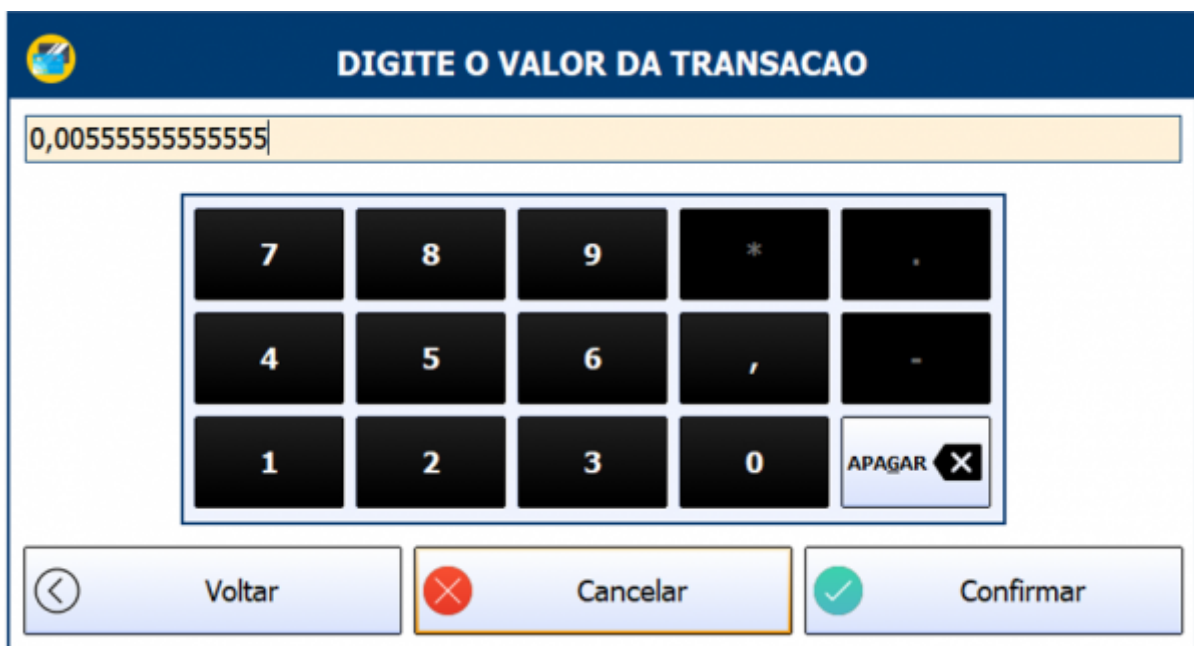 DIGITE O VALOR DA TRANSACAO
0,00555555555555
7 8 9 * .
4 5 6 , -
1 2 3 0 APAGAR
Voltar Cancelar Confirmar